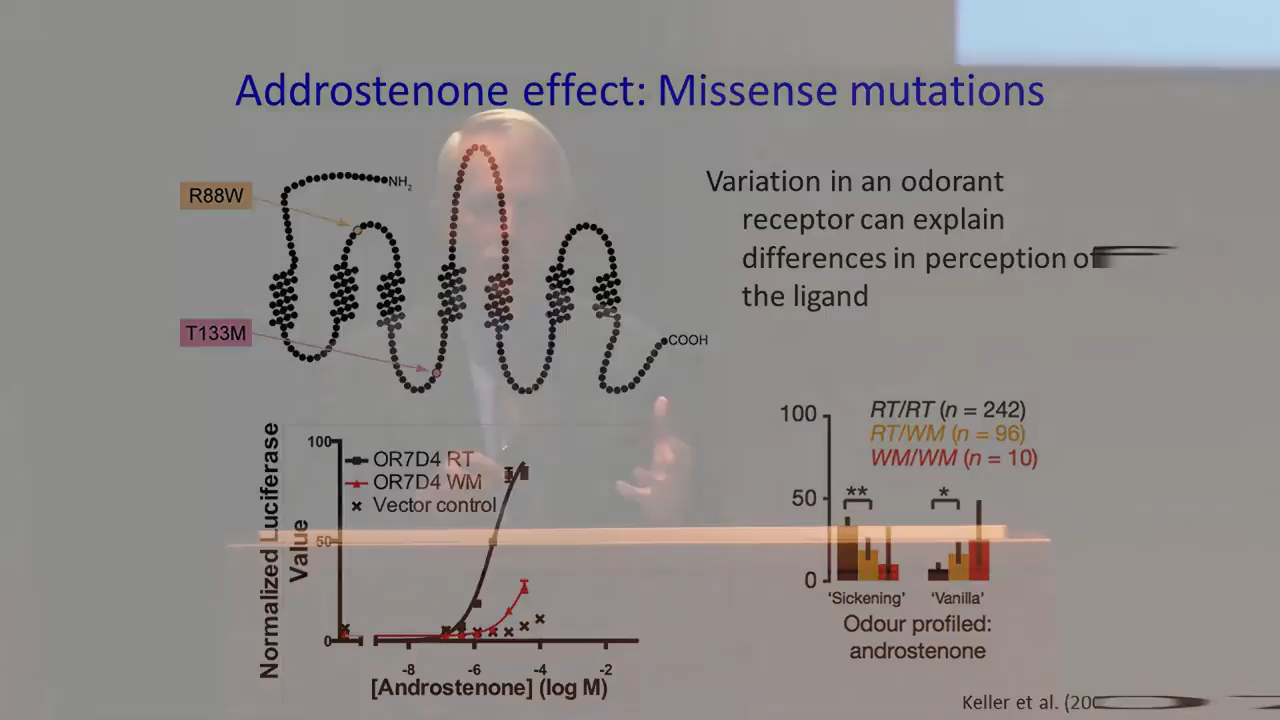 Addrostenone effect: Missense mutations
R88W
NH2
T133M
COOH
Variation in an odorant
receptor can explain
differences in perception of
the ligand
Normalized Luciferase
Value
100
50
0
OR7D4 RT
OR7D4 WM
Vector control
-8
-6
-4
-2
[Androstenone] (log M)
100
50
0
RT/RT (n = 242)
RT/WM (n = 96)
WM/WM (n = 10)
**
*
'Sickening'
'Vanilla'
Odour profiled:
androstenone
Keller et al.